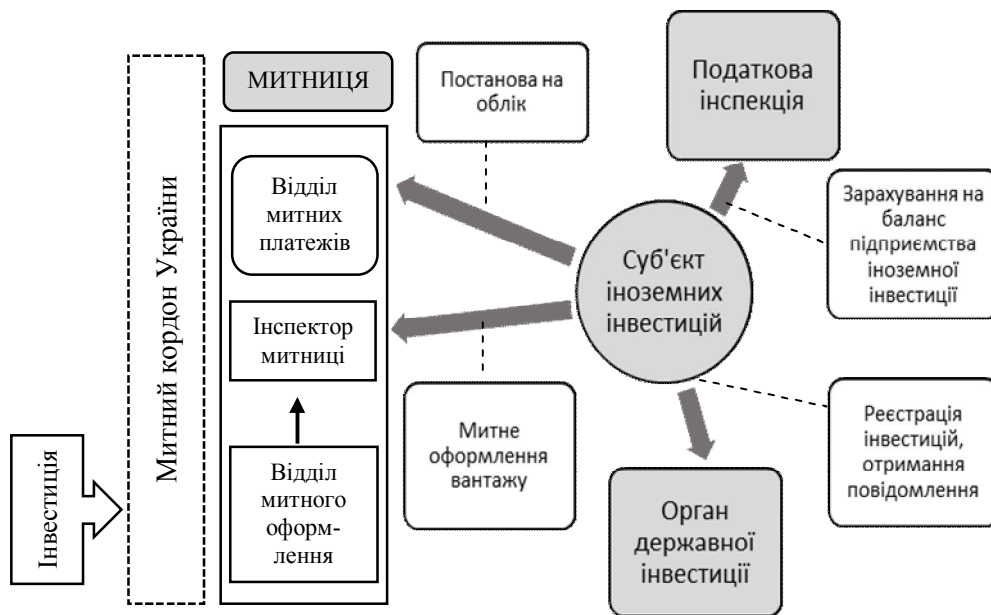 Інвестиція
Митний кордон України
МИТНИЦЯ
Відділ
митних
платежів
Інспектор
митниці
Відділ
митного
оформ-
лення
Постанова на
облік
Митне
оформлення
вантажу
Суб'єкт
іноземних
інвестицій
Податкова
інспекція
Зарахування на
баланс
підприємства
іноземної
інвестиції
Реєстрація
інвестицій,
отримання
повідомлення
Орган
державної
інвестиції